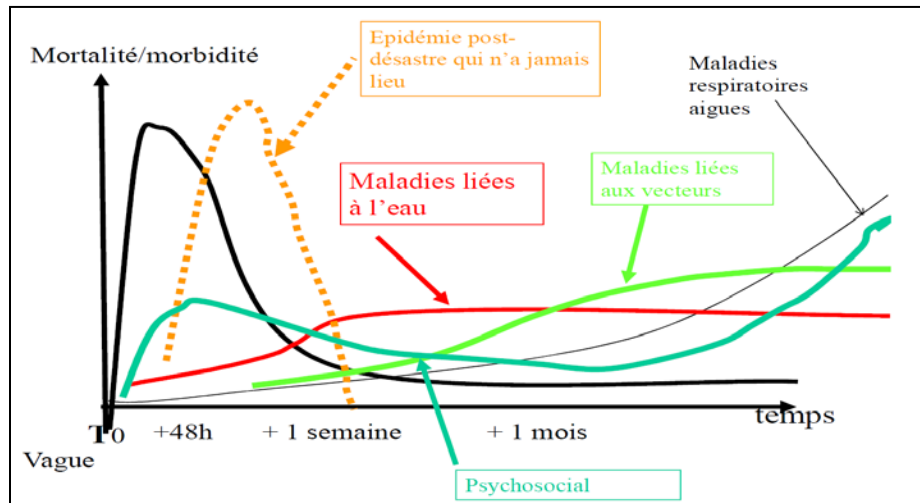 Mortalité/morbidité
Epidémie post-
désastre qui n'a jamais
lieu
Maladies
respiratoires
aigues
Maladies liées
à l'eau
Maladies liées
aux vecteurs
temps
T0 +48h + 1 semaine + 1 mois
Vague
Psychosocial